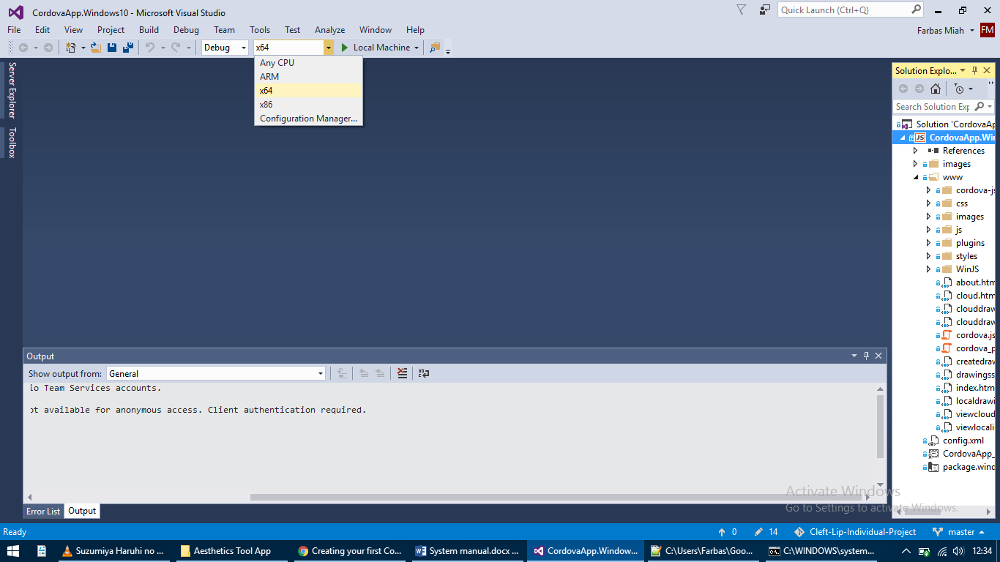 CordovaApp.Windows10 - Microsoft Visual Studio
Quick Launch (Ctrl+Q)
File Edit View Project Build Debug Team Tools Test Analyze Window Help
Farbas Miah FM
Debug x64 Local Machine
Any CPU
ARM
x64
x86
Configuration Manager...
Server Explorer
Toolbox
Solution Explo...
Search Solution Exp
Solution 'CordovaAp
JS CordovaApp.Win
References
images
www
cordova-js
css
images
js
plugins
styles
WinJS
about.htm
cloud.htm
clouddraw
clouddraw
cordova.js
cordova_p
createdraw
drawingss
index.htm
localdrawi
viewcloud
viewlocali
config.xml
CordovaApp_
package.wind
Output
Show output from: General
io Team Services accounts.
ot available for anonymous access. Client authentication required.
Activate Windows
Go to Settings to activate Windows.
Error List Output
Ready 0 14 Cleft-Lip-Individual-Project master
Suzumiya Haruhi no ... Aesthetics Tool App Creating your first Co... System manual.docx ... CordovaApp.Window... C:\Users\Farbas\Goo... C:\WINDOWS\system... 12:34